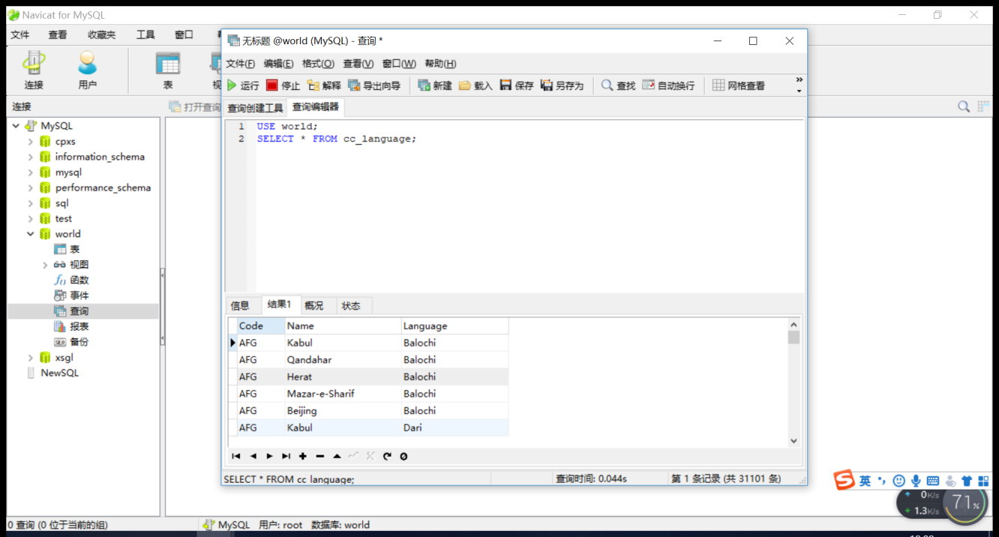 Navicat for MySQL
文件 查看 收藏夹 工具 窗口
连接 用户 表
连接
打开查询
MySQL
cpxs
information_schema
mysql
performance_schema
sql
test
world
表
视图
函数
事件
查询
报表
备份
xsgl
NewSQL
无标题 @world (MySQL) - 查询 *
文件(F) 编辑(E) 格式(O) 查看(V) 窗口(W) 帮助(H)
运行 停止 解释 导出向导 新建 载入 保存 另存为 查找 自动换行 网格查看
查询创建工具 查询编辑器
1 USE world;
2 SELECT * FROM cc_language;
信息 结果1 概况 状态
Code Name Language
AFG Kabul Balochi
AFG Qandahar Balochi
AFG Herat Balochi
AFG Mazar-e-Sharif Balochi
AFG Beijing Balochi
AFG Kabul Dari
SELECT * FROM cc_language; 查询时间: 0.044s 第 1 条记录 (共 31101 条)
英
0K/s
1.3K/s
71%
0 查询 (0 位于当前的组) MySQL 用户: root 数据库: world